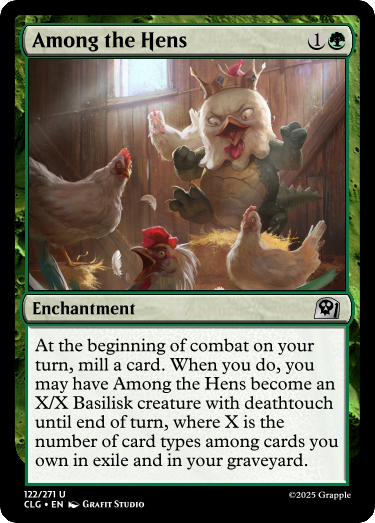 Among the Hens 1
Enchantment
At the beginning of combat on your
turn, mill a card. When you do, you
may have Among the Hens become an
X/X Basilisk creature with deathtouch
until end of turn, where X is the
number of card types among cards you
own in exile and in your graveyard.
122/271 U
CLG • EN Grafit Studio
©2025 Grapple